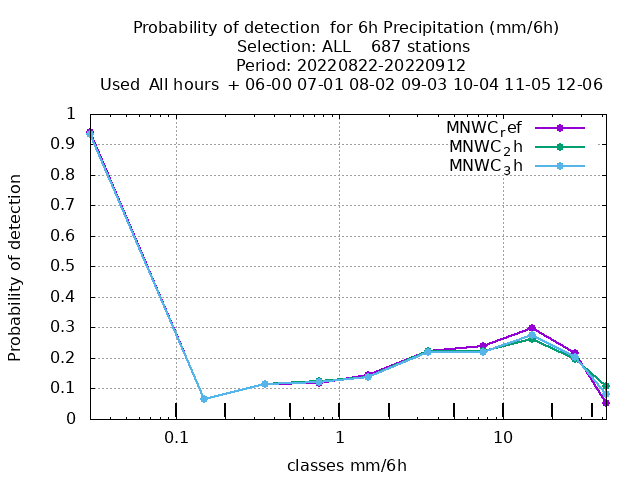 Probability of detection  for 6h Precipitation (mm/6h)
Selection: ALL    687 stations
Period: 20220822-20220912
Used  All hours  + 06-00 07-01 08-02 09-03 10-04 11-05 12-06
MNWCref
MNWC2h
MNWC3h
1
0.9
0.8
0.7
0.6
0.5
0.4
0.3
0.2
0.1
0
Probability of detection
0.1 1 10
classes mm/6h